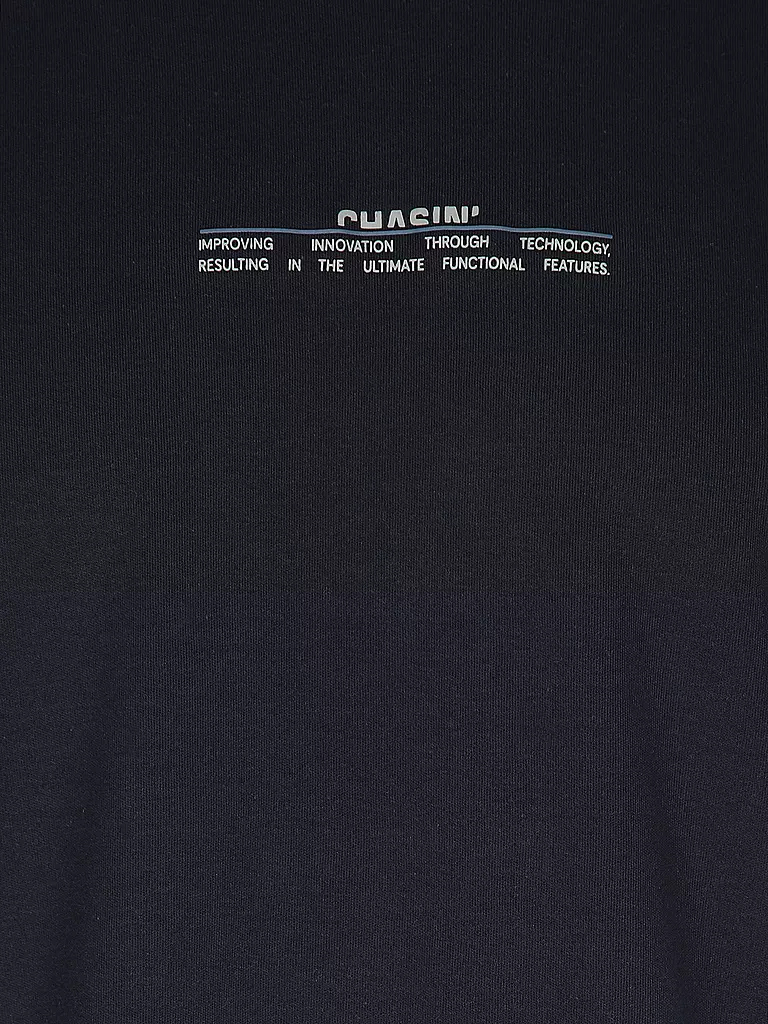 CHASIN'
IMPROVING INNOVATION THROUGH TECHNOLOGY,
RESULTING IN THE ULTIMATE FUNCTIONAL FEATURES.